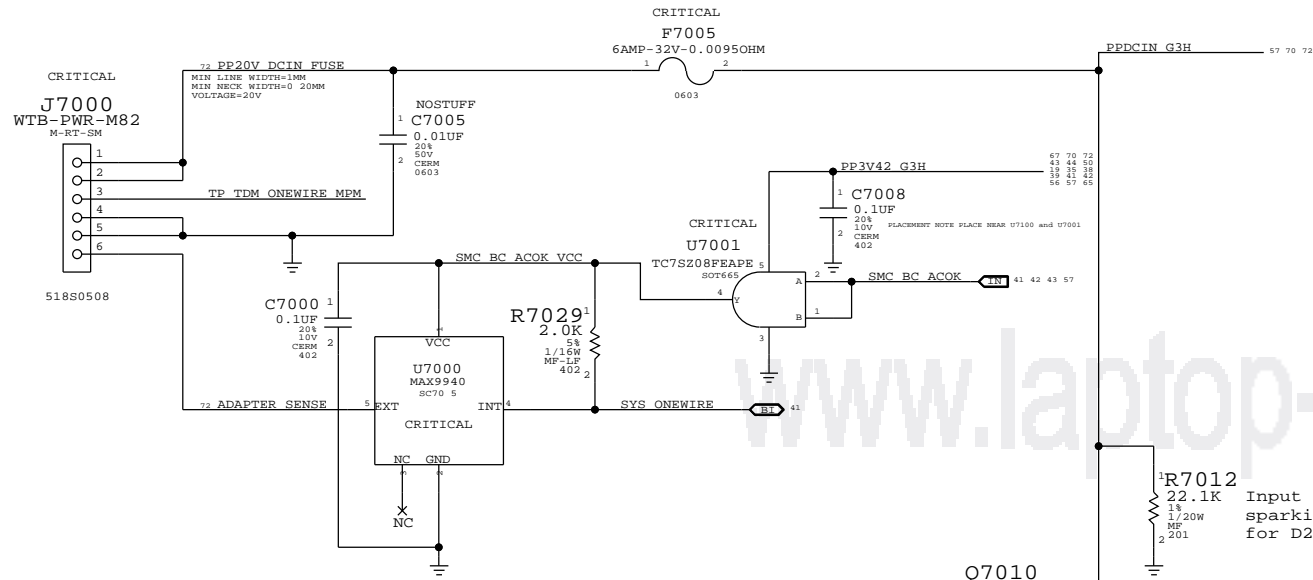 CRITICAL
F7005
6AMP-32V-0.0095OHM
1 2
0603
PPDCIN G3H 57 70 72
CRITICAL
J7000
WTB-PWR-M82
M-RT-SM
1
2
3
4
5
6
518S0508
72 PP20V DCIN FUSE
MIN LINE WIDTH=1MM
MIN NECK WIDTH=0 20MM
VOLTAGE=20V
NOSTUFF
1 C7005
0.01UF
20%
50V
2 CERM
0603
TP TDM ONEWIRE MPM
PP3V42 G3H
67 70 72
43 44 50
19 35 38
39 41 42
56 57 65
1 C7008
0.1UF
20%
10V
2 CERM
402
PLACEMENT NOTE PLACE NEAR U7100 and U7001
CRITICAL
U7001
TC7SZ08FEAPE
SOT665
5
A 2
B 1
Y 4
3
SMC BC ACOK IN 41 42 43 57
SMC BC ACOK VCC
C7000 1
0.1UF
20%
10V
CERM 2
402
R7029 1
2.0K
5%
1/16W
MF-LF
402 2
1
VCC
U7000
MAX9940
SC70 5
CRITICAL
72 ADAPTER SENSE 5 EXT
INT 4 SYS ONEWIRE BI 41
NC GND
3 2
NC
www.laptop-
1 R7012
22.1K
1%
1/20W
MF
2 201
Input
sparki
for D2
Q7010